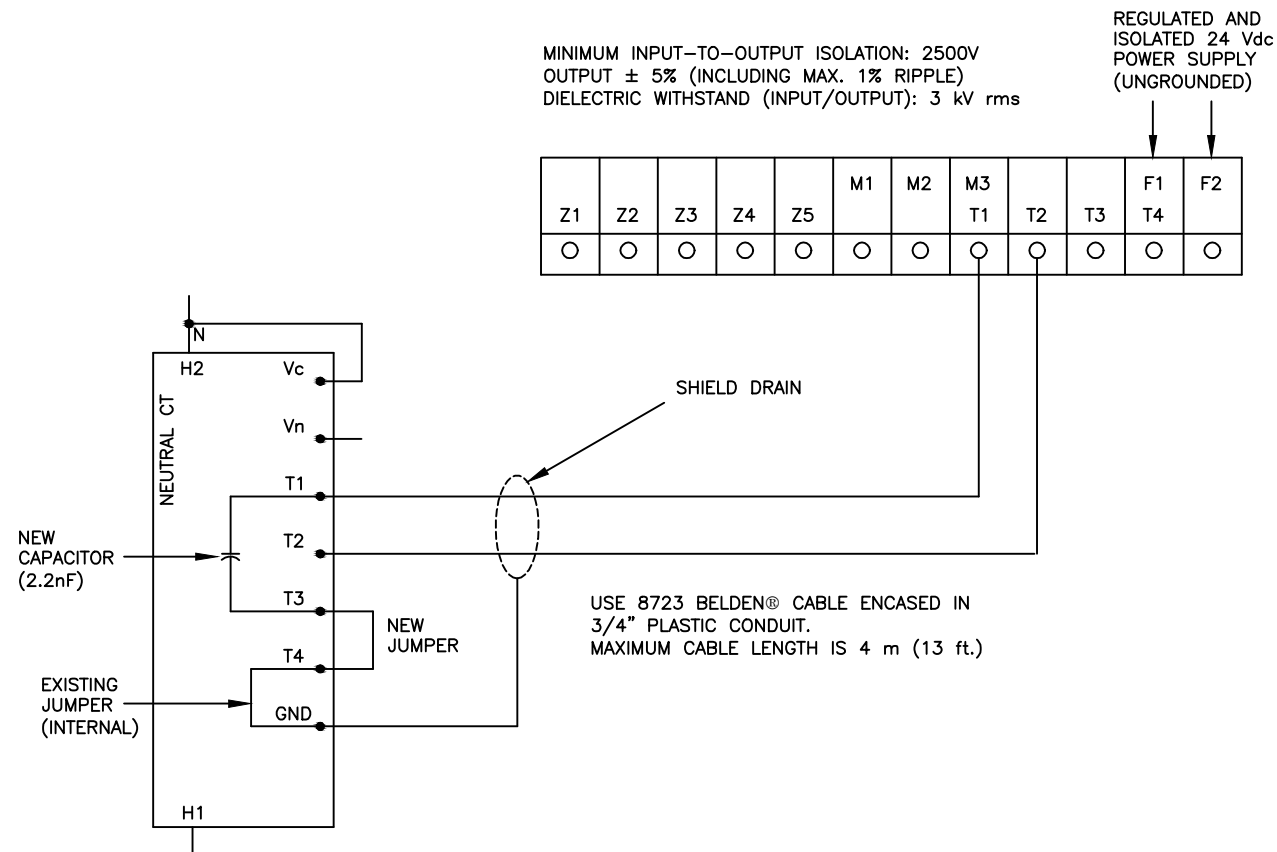 REGULATED AND
ISOLATED 24 Vdc
POWER SUPPLY
(UNGROUNDED)
MINIMUM INPUT-TO-OUTPUT ISOLATION: 2500V
OUTPUT ± 5% (INCLUDING MAX. 1% RIPPLE)
DIELECTRIC WITHSTAND (INPUT/OUTPUT): 3 kV rms
M1 M2 M3 F1 F2
Z1 Z2 Z3 Z4 Z5 T1 T2 T3 T4
N
H2
Vc
NEUTRAL CT
Vn
T1
T2
T3
T4
GND
H1
SHIELD DRAIN
NEW
CAPACITOR
(2.2nF)
NEW
JUMPER
EXISTING
JUMPER
(INTERNAL)
USE 8723 BELDEN® CABLE ENCASED IN
3/4" PLASTIC CONDUIT.
MAXIMUM CABLE LENGTH IS 4 m (13 ft.)